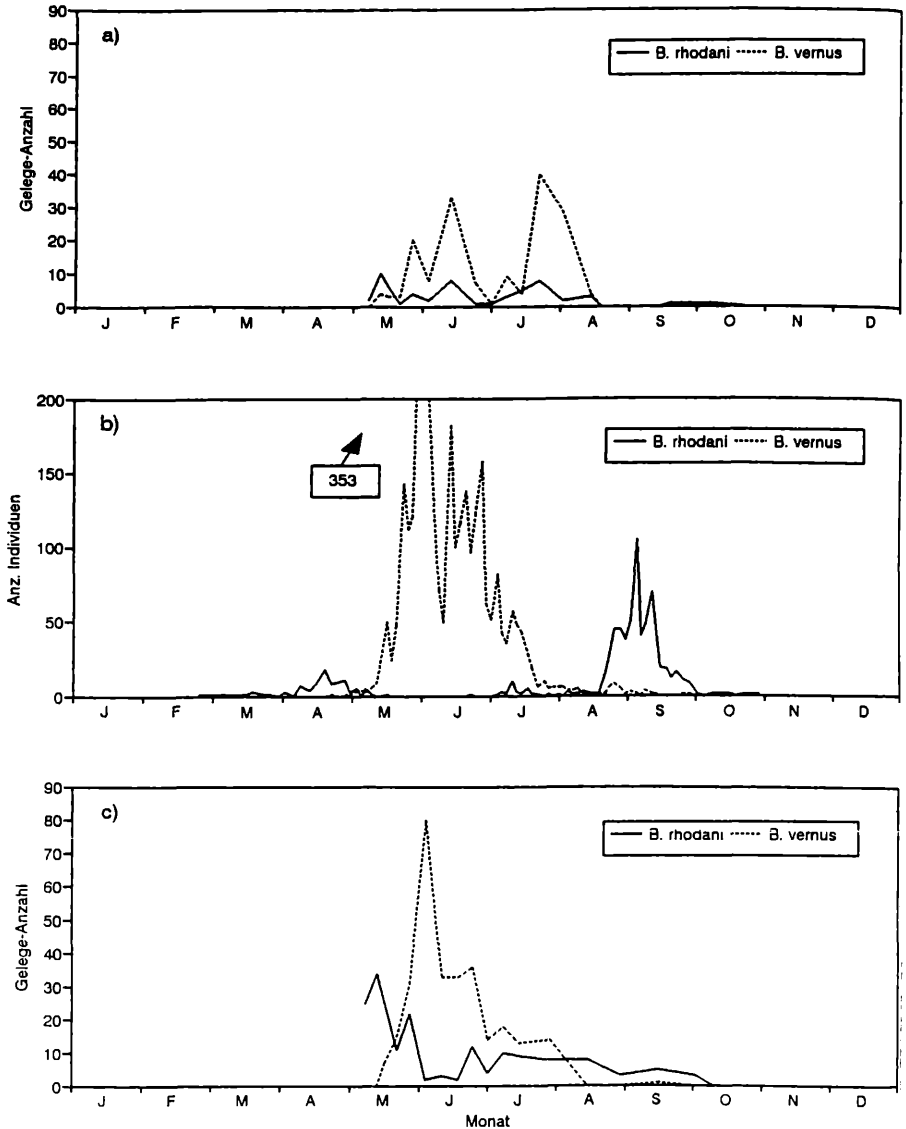 a)
B. rhodani B. vernus
Gelege-Anzahl
90
80
70
60
50
40
30
20
10
0
J F M A M J J A S O N D
b)
B. rhodani B. vernus
353
Anz. Individuen
200
150
100
50
0
J F M A M J J A S O N D
c)
B. rhodani B. vernus
Gelege-Anzahl
90
80
70
60
50
40
30
20
10
0
J F M A M J J A S O N D
Monat